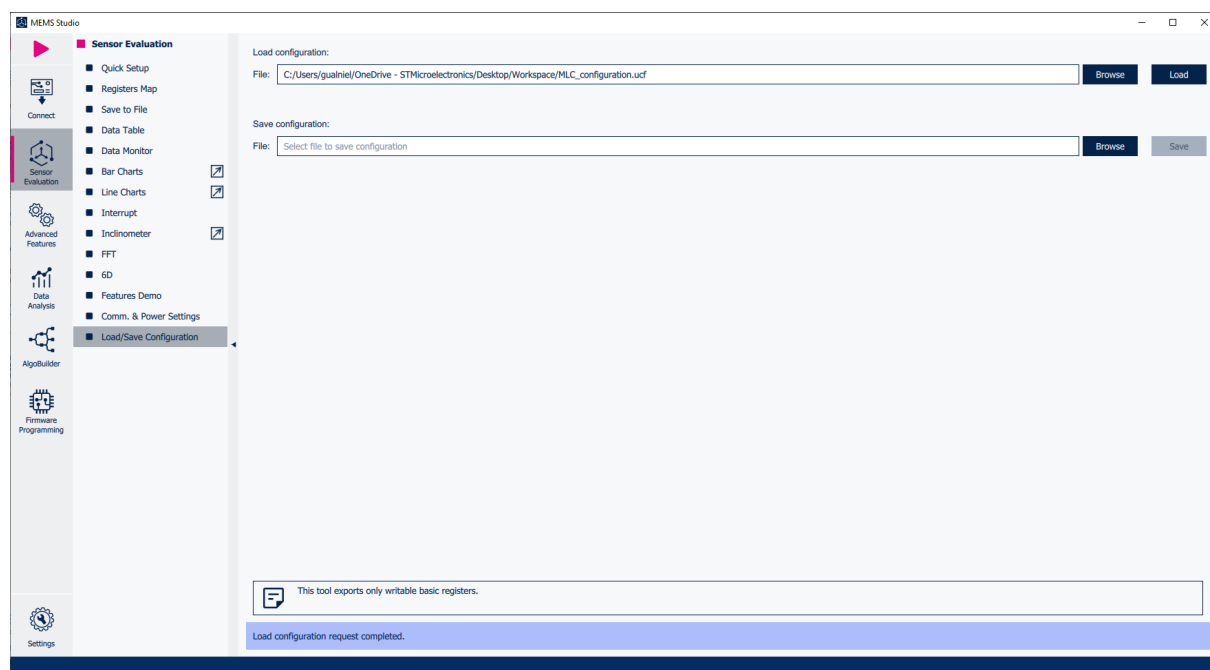 MEMS Studio
Connect
Sensor
Evaluation
Advanced
Features
Data
Analysis
AlgoBuilder
Firmware
Programming
Settings
Sensor Evaluation
Quick Setup
Registers Map
Save to File
Data Table
Data Monitor
Bar Charts
Line Charts
Interrupt
Inclinometer
FFT
6D
Features Demo
Comm. & Power Settings
Load/Save Configuration
Load configuration:
File: C:/Users/gualniel/OneDrive - STMicroelectronics/Desktop/Workspace/MLC_configuration.ucf Browse Load
Save configuration:
File: Select file to save configuration Browse Save
This tool exports only writable basic registers.
Load configuration request completed.